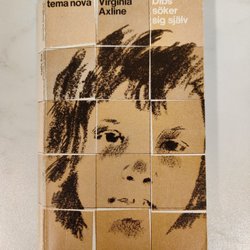 tema nova
Virginia
Axline
Dibs
söker
sig själv